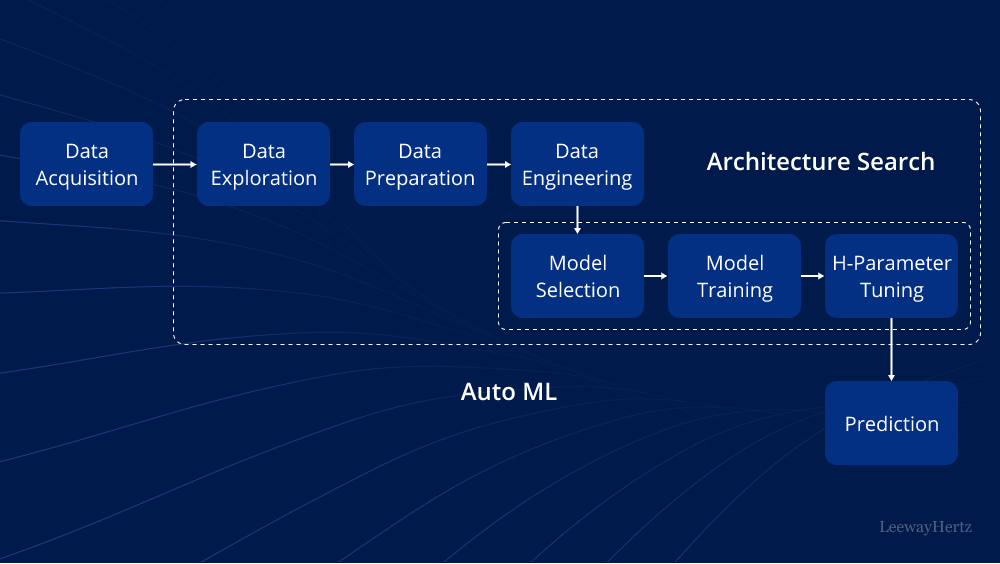 Data
Acquisition
Data
Exploration
Data
Preparation
Data
Engineering
Architecture Search
Model
Selection
Model
Training
H-Parameter
Tuning
Auto ML
Prediction
LeewayHertz